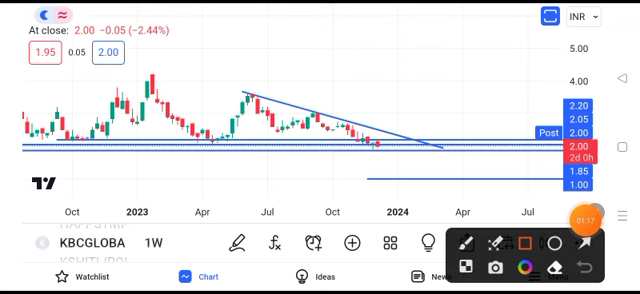 At close: 2.00 −0.05 (−2.44%)
INR
1.95 0.05 2.00
5.00
4.00
2.20
2.05
Post 2.00
2.00
2d 0h
1.85
1.00
Oct 2023 Apr Jul Oct 2024 Apr Jul
01:17
KBCGLOBA 1W
Watchlist Chart Ideas News